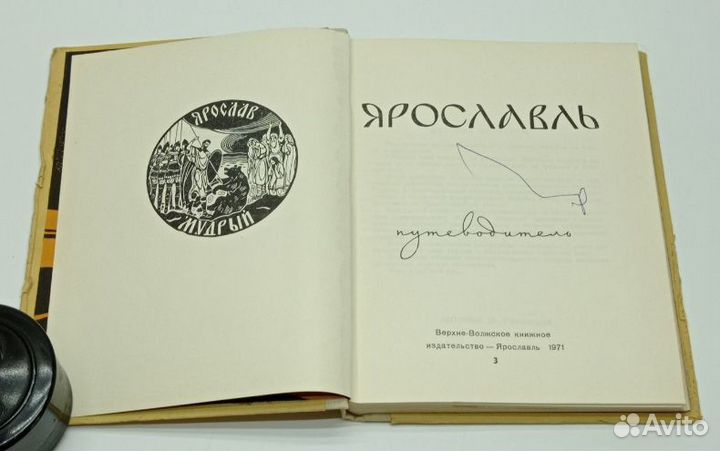 ЯРОСЛАВ
МУДРЫЙ
ЯРОСЛАВЛЬ
путеводитель
Верхне-Волжское книжное
издательство — Ярославль 1971
3
Avito